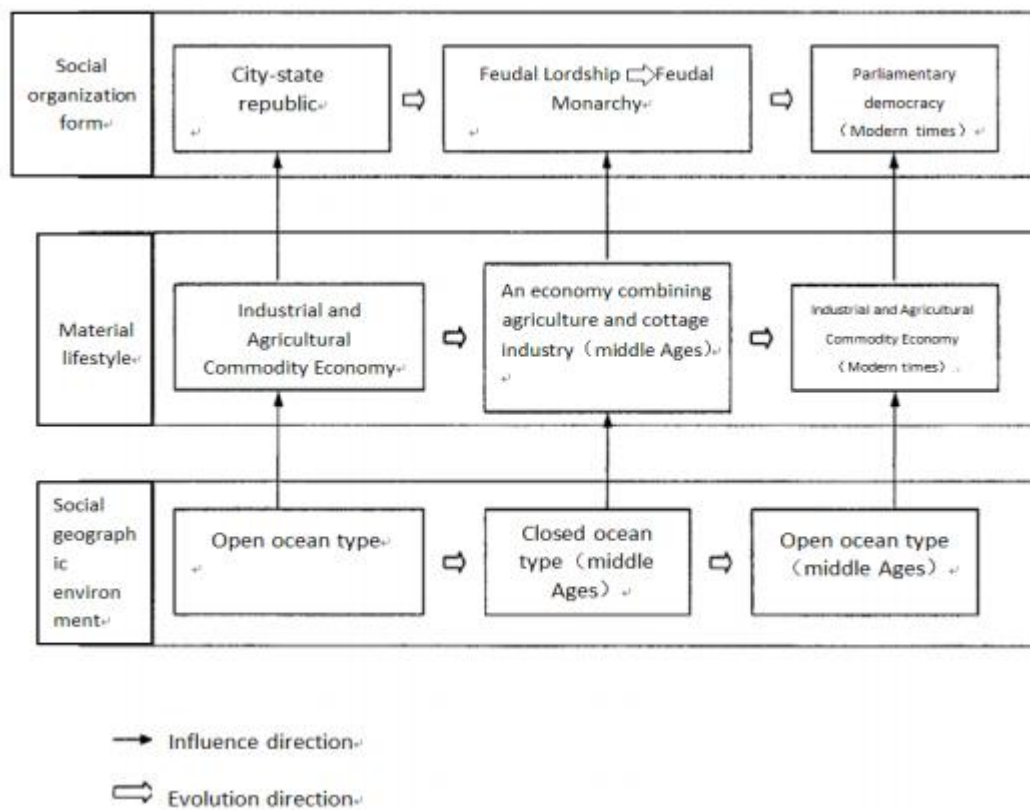 Social
organization
form
City-state
republic
Feudal Lordship ⇨Feudal
Monarchy
Parliamentary
democracy
（Modern times）
Material
lifestyle
Industrial and
Agricultural
Commodity Economy
An economy combining
agriculture and cottage
industry（middle Ages）
Industrial and Agricultural
Commodity Economy
（Modern times）
Social
geograph
ic
environ
ment
Open ocean type
Closed ocean
type（middle
Ages）
Open ocean type
（middle Ages）
Influence direction
Evolution direction